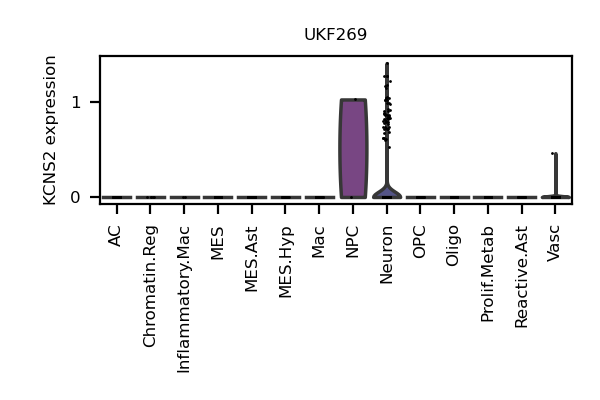 UKF269
KCNS2 expression
1
0
AC
Chromatin.Reg
Inflammatory.Mac
MES
MES.Ast
MES.Hyp
Mac
NPC
Neuron
OPC
Oligo
Prolif.Metab
Reactive.Ast
Vasc